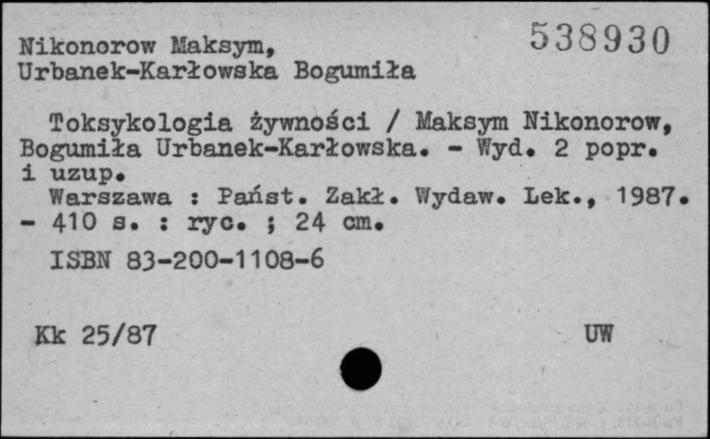 538930
Nikonorow Maksym,
Urbanek-Karłowska Bogumiła
Toksykologia żywności / Maksym Nikonorow,
Bogumiła Urbanek-Karłowska. - Wyd. 2 popr.
i uzup.
Warszawa : Państ. Zakł. Wydaw. Lek., 1987.
- 410 s. : ryc. ; 24 cm.
ISBN 83-200-1108-6
Kk 25/87 UW